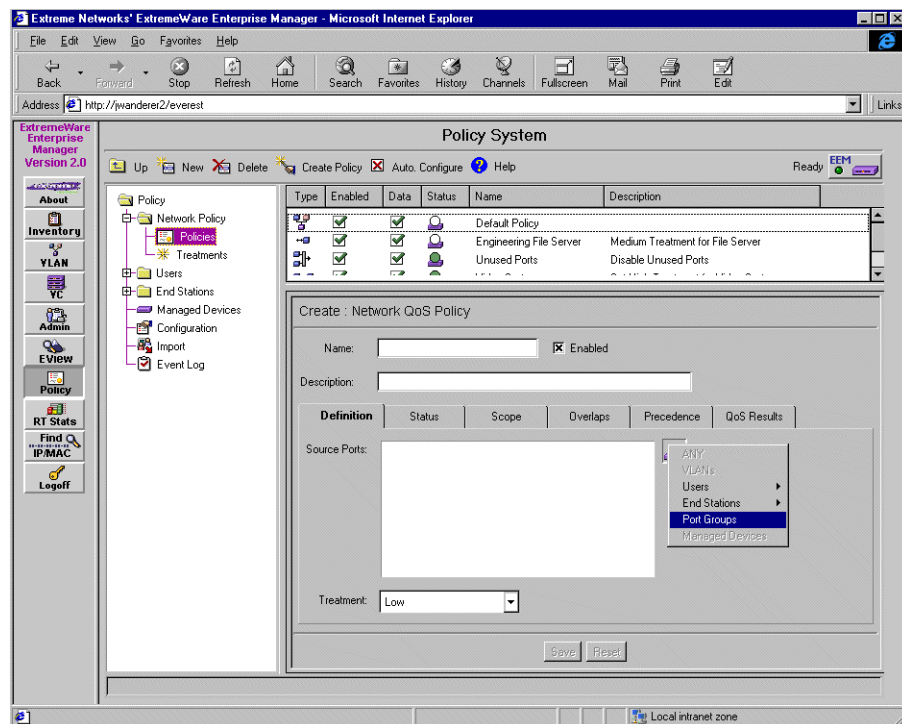 Extreme Networks' ExtremeWare Enterprise Manager - Microsoft Internet Explorer
File Edit View Go Favorites Help
Back Forward Stop Refresh Home Search Favorites History Channels Fullscreen Mail Print Edit
Address http://jwanderer2/everest Links
ExtremeWare
Enterprise
Manager
Version 2.0
About
Inventory
VLAN
VC
Admin
EView
Policy
RT Stats
Find
IP/MAC
Logoff
Policy System
Up New Delete Create Policy Auto. Configure Help Ready EEM
Policy
Network Policy
Policies
Treatments
Users
End Stations
Managed Devices
Configuration
Import
Event Log
Type Enabled Data Status Name Description
Default Policy
Engineering File Server Medium Treatment for File Server
Unused Ports Disable Unused Ports
Create : Network QoS Policy
Name: Enabled
Description:
Definition Status Scope Overlaps Precedence QoS Results
Source Ports:
ANY
VLANs
Users
End Stations
Port Groups
Managed Devices
Treatment: Low
Save Reset
Local intranet zone